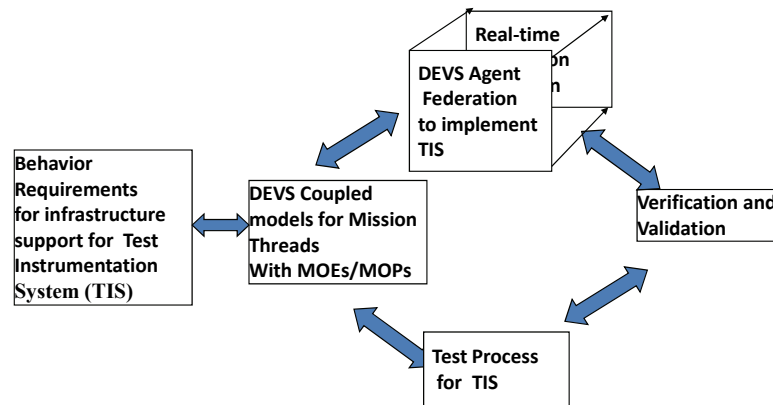 Real-time
on
n
DEVS Agent
Federation
to implement
TIS
Behavior
Requirements
for infrastructure
support for Test
Instrumentation
System (TIS)
DEVS Coupled
models for Mission
Threads
With MOEs/MOPs
Verification and
Validation
Test Process
for TIS